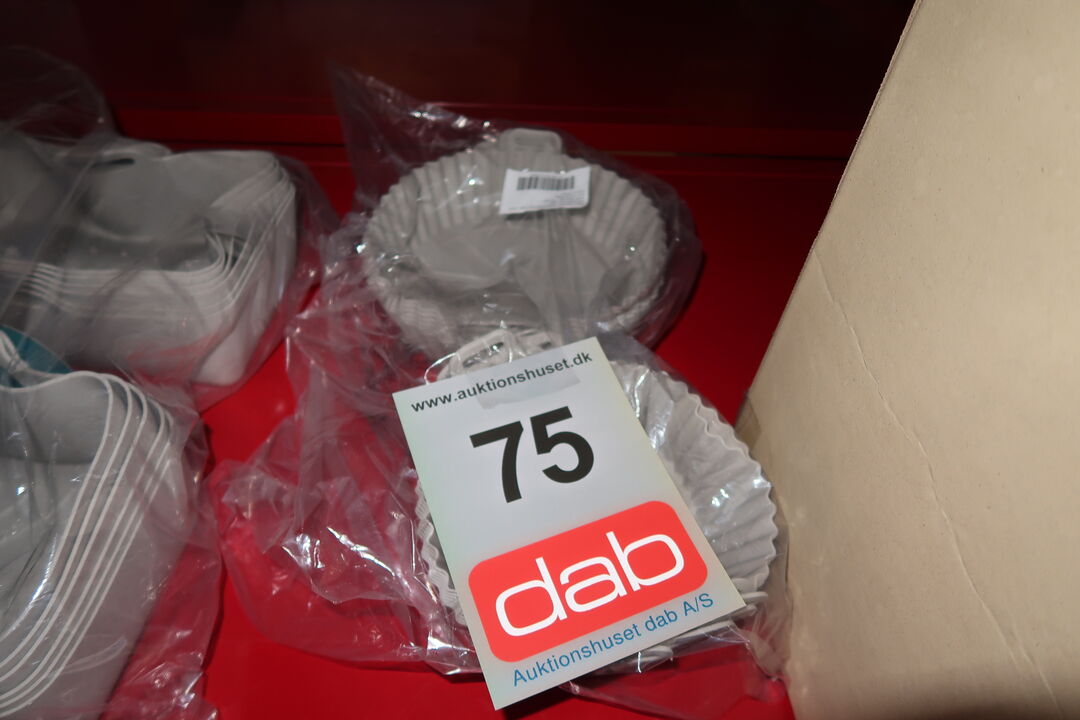 www.auktionshuset.dk
75
dab
Auktionshuset dab A/S